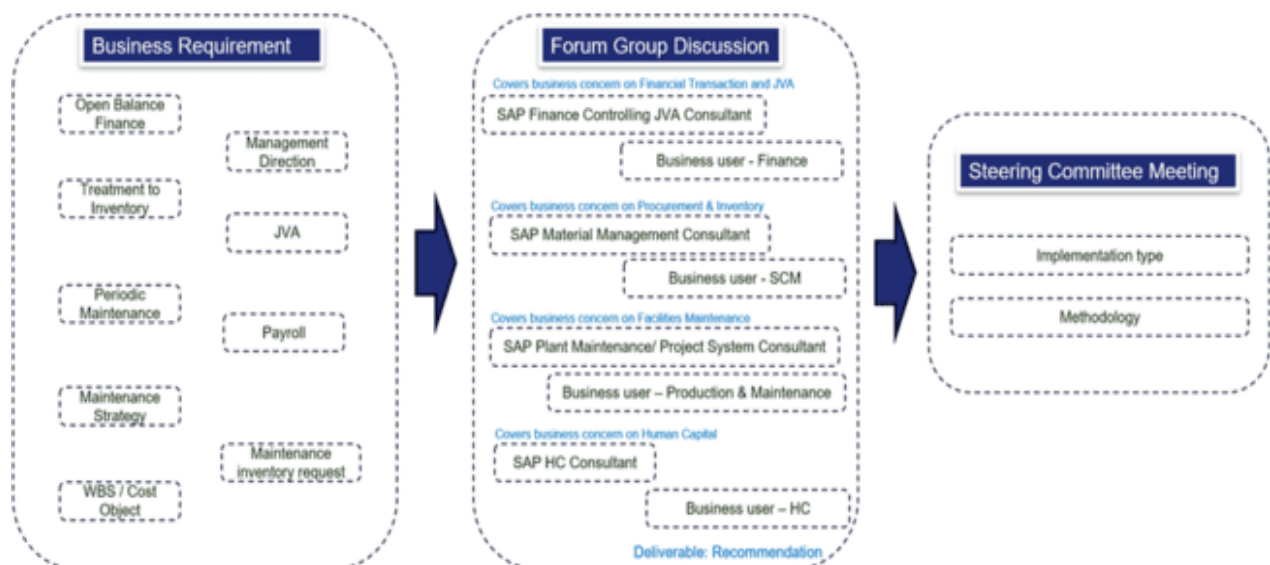 Business Requirement
Open Balance
Finance
Management
Direction
Treatment to
Inventory
JVA
Periodic
Maintenance
Payroll
Maintenance
Strategy
Maintenance
inventory request
WBS / Cost
Object
Forum Group Discussion
Covers business concern on Financial Transaction and JVA
SAP Finance Controlling JVA Consultant
Business user - Finance
Covers business concern on Procurement & Inventory
SAP Material Management Consultant
Business user - SCM
Covers business concern on Facilities Maintenance
SAP Plant Maintenance/ Project System Consultant
Business user – Production & Maintenance
Covers business concern on Human Capital
SAP HC Consultant
Business user – HC
Deliverable: Recommendation
Steering Committee Meeting
Implementation type
Methodology